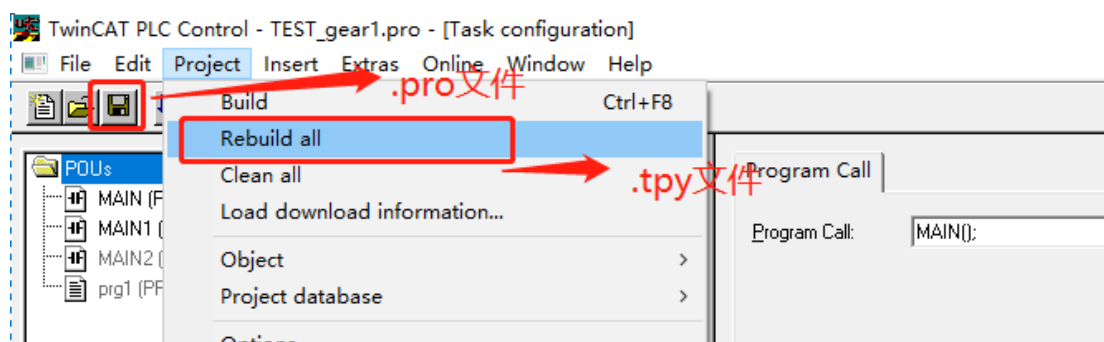 TwinCAT PLC Control - TEST_gear1.pro - [Task configuration]
File Edit Project Insert Extras Online Window Help
.pro文件
Build Ctrl+F8
Rebuild all
POUs
Clean all
.tpy文件
Program Call
MAIN (F
Load download information...
MAIN1 (
Program Call: MAIN();
MAIN2 (
Object >
prg1 (PF
Project database >